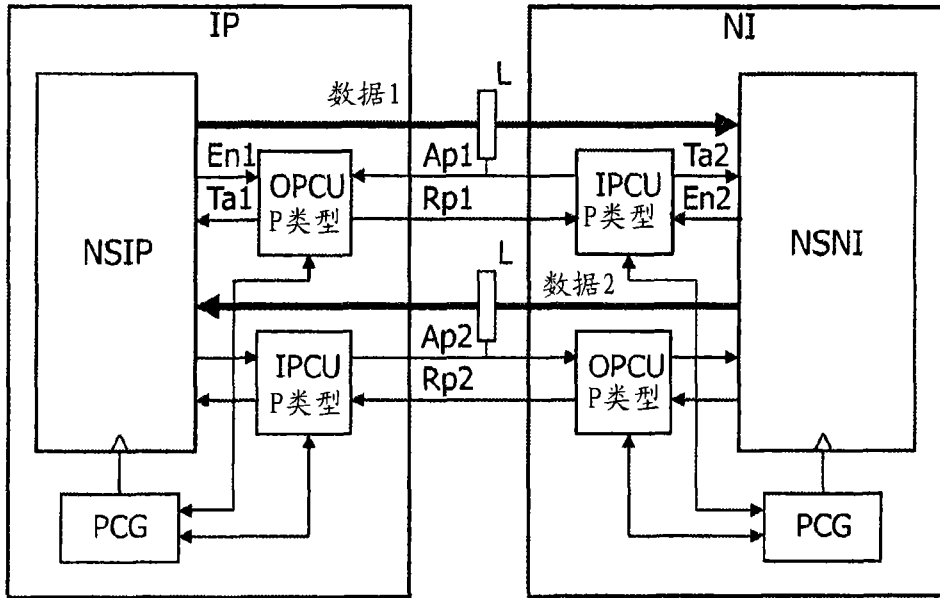 IP
NI
数据1
L
En1
Ap1
Ta2
OPCU
P类型
IPCU
P类型
Ta1
Rp1
En2
NSIP
NSNI
L
数据2
Ap2
IPCU
P类型
OPCU
P类型
Rp2
PCG
PCG